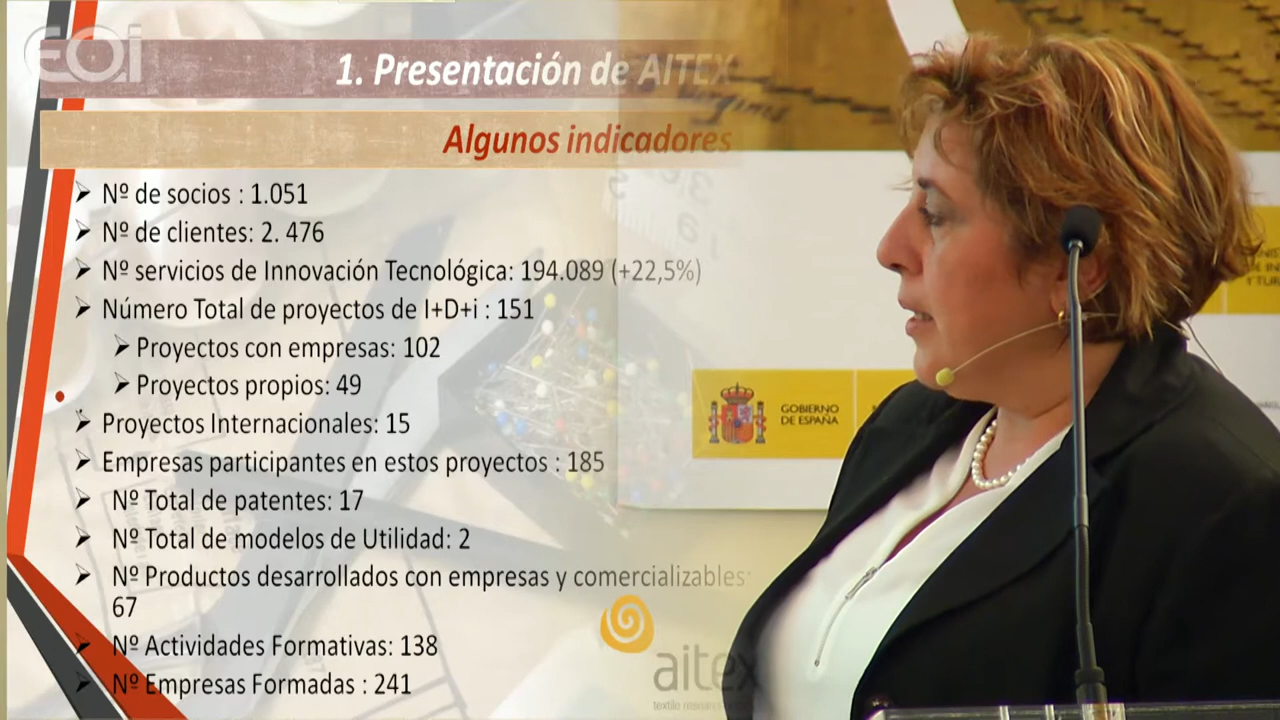 EOi
1. Presentación de AITEX
Algunos indicadores
Nº de socios : 1.051
Nº de clientes: 2. 476
Nº servicios de Innovación Tecnológica: 194.089 (+22,5%)
Número Total de proyectos de I+D+i : 151
Proyectos con empresas: 102
Proyectos propios: 49
Proyectos Internacionales: 15
Empresas participantes en estos proyectos : 185
Nº Total de patentes: 17
Nº Total de modelos de Utilidad: 2
Nº Productos desarrollados con empresas y comercializables:
67
Nº Actividades Formativas: 138
Nº Empresas Formadas : 241
aitex
textile research
GOBIERNO
DE ESPAÑA